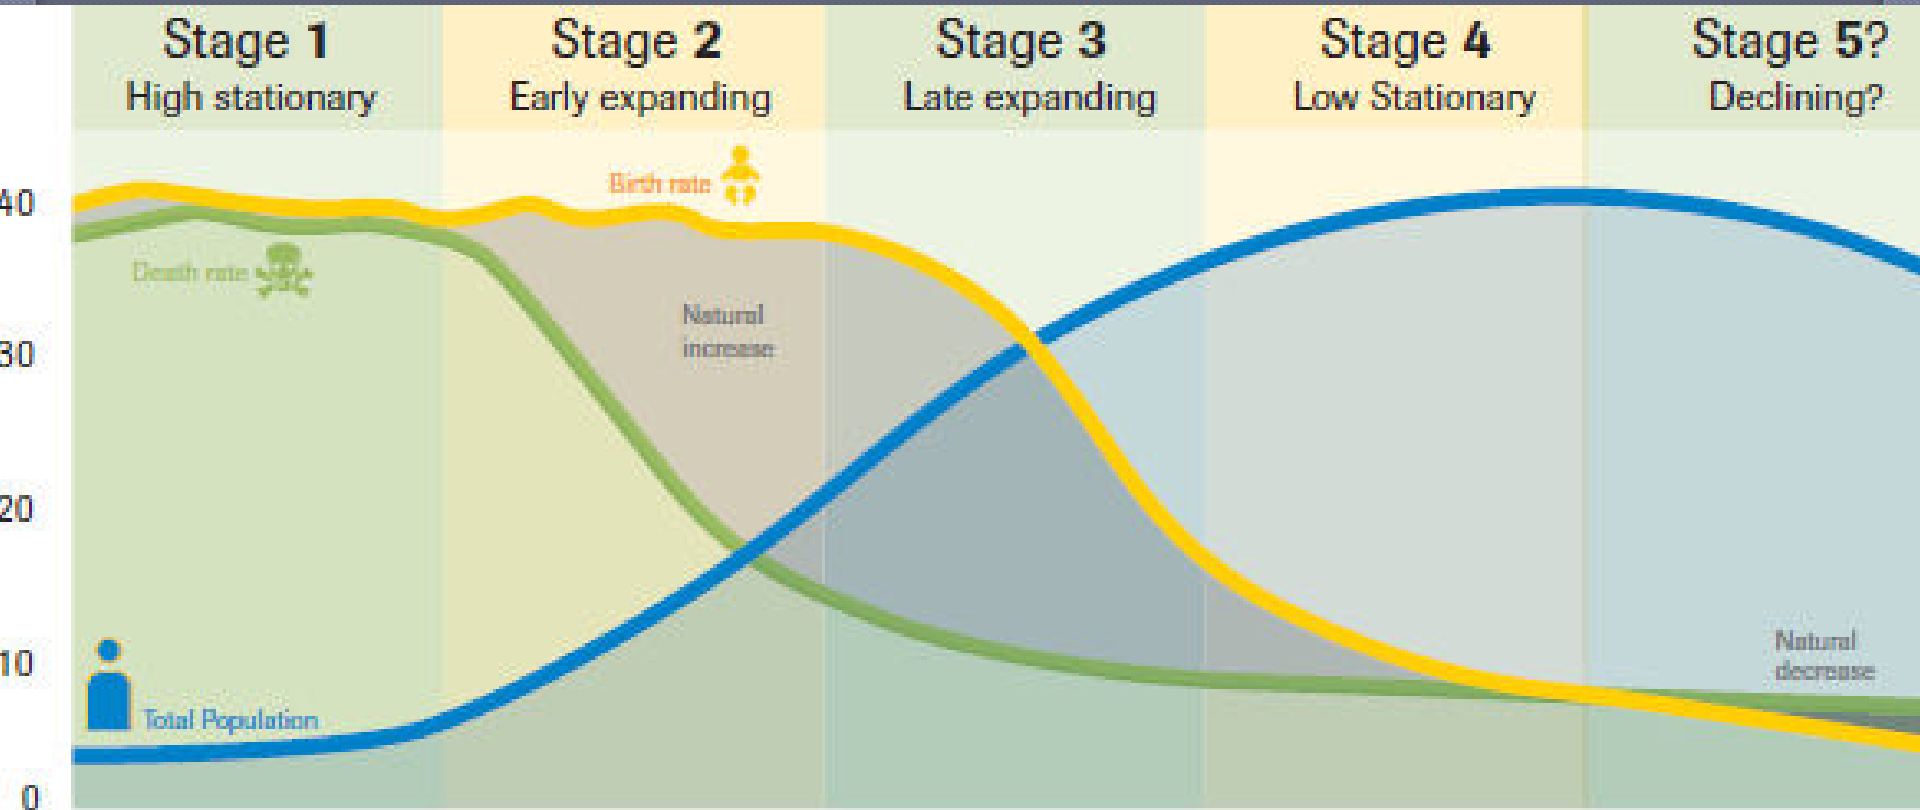 Stage 1
High stationary
Stage 2
Early expanding
Stage 3
Late expanding
Stage 4
Low Stationary
Stage 5?
Declining?
40
30
20
10
0
Birth rate
Death rate
Natural
increase
Total Population
Natural
decrease